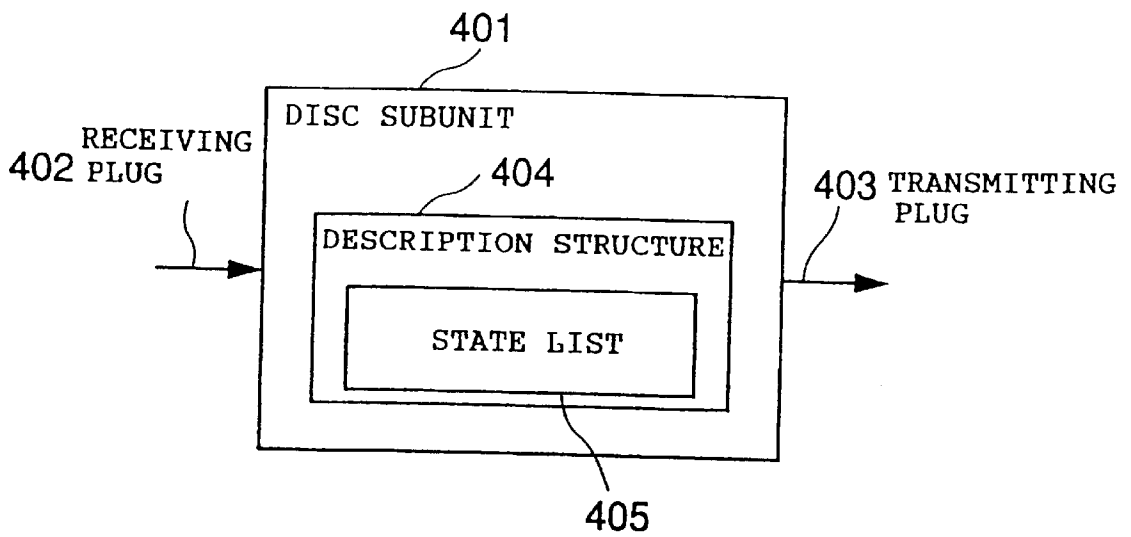 401
DISC SUBUNIT
RECEIVING
402 PLUG
404
403 TRANSMITTING
PLUG
DESCRIPTION STRUCTURE
STATE LIST
405